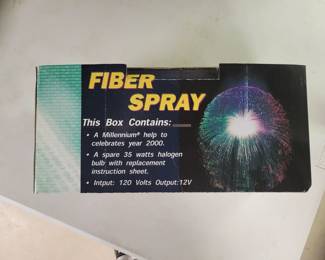 FIBER
SPRAY
This Box Contains:
• A Millennium® help to
celebrates year 2000.
• A spare 35 watts halogen
bulb with replacement
instruction sheet.
• Intput: 120 Volts Output:12V